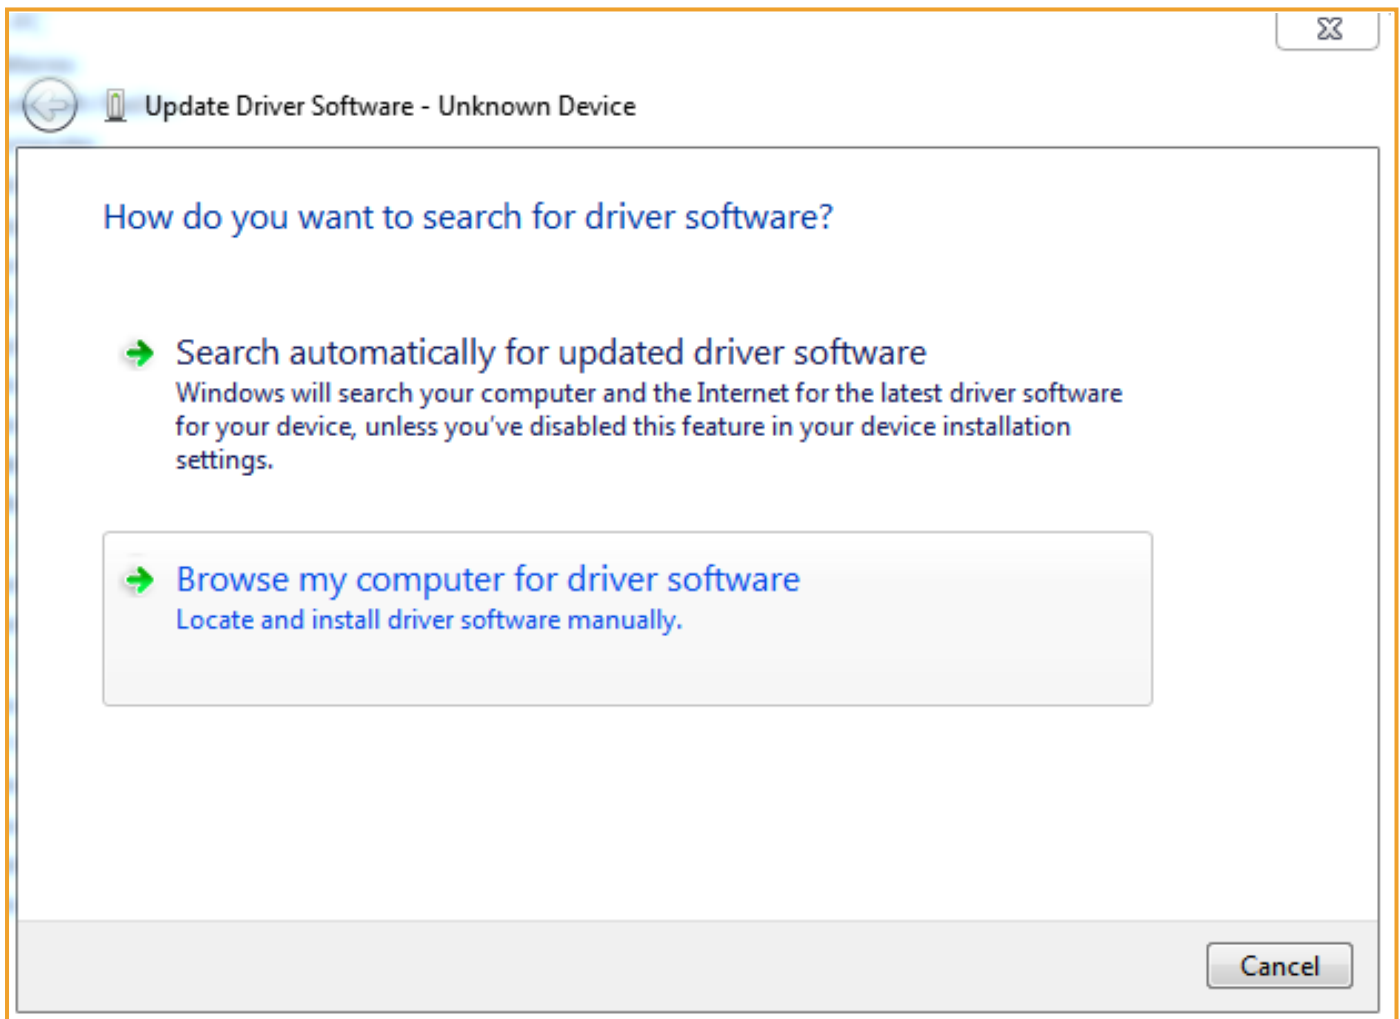 Update Driver Software - Unknown Device
How do you want to search for driver software?
Search automatically for updated driver software
Windows will search your computer and the Internet for the latest driver software
for your device, unless you've disabled this feature in your device installation
settings.
Browse my computer for driver software
Locate and install driver software manually.
Cancel